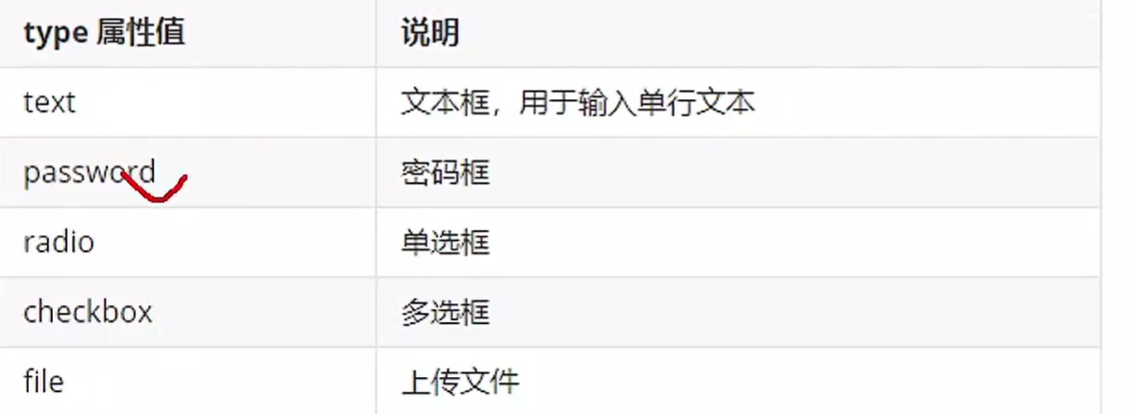 type 属性值 说明
text 文本框，用于输入单行文本
password 密码框
radio 单选框
checkbox 多选框
file 上传文件